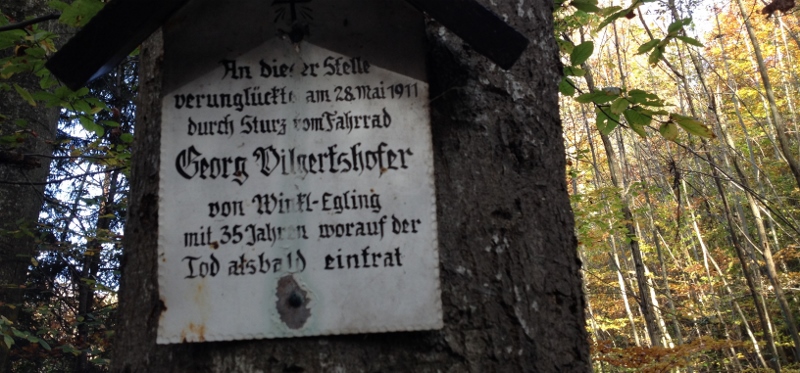 An dieser Stelle
verunglückte am 28. Mai 1911
durch Sturz vom Fahrrad
Georg Vilgertshofer
von Winkl-Egling
mit 35 Jahren worauf der
Tod alsbald eintrat